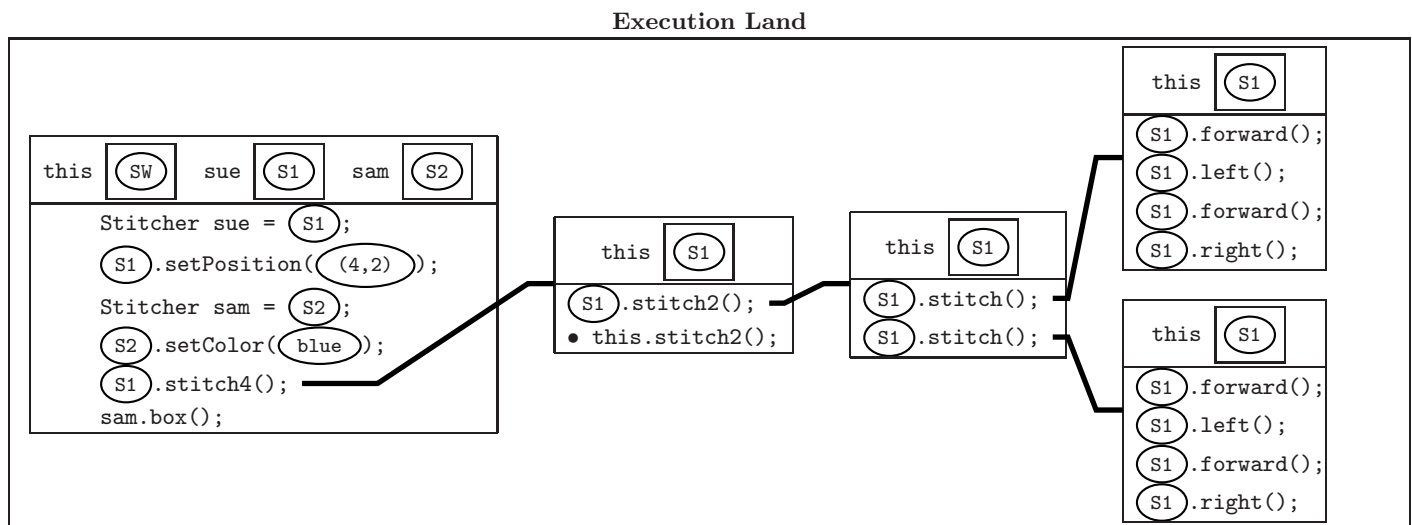 Execution Land
this SW sue S1 sam S2
Stitcher sue = S1;
S1.setPosition((4,2));
Stitcher sam = S2;
S2.setColor(blue);
S1.stitch4();
sam.box();
this S1
S1.stitch2();
• this.stitch2();
this S1
S1.stitch();
S1.stitch();
this S1
S1.forward();
S1.left();
S1.forward();
S1.right();
this S1
S1.forward();
S1.left();
S1.forward();
S1.right();